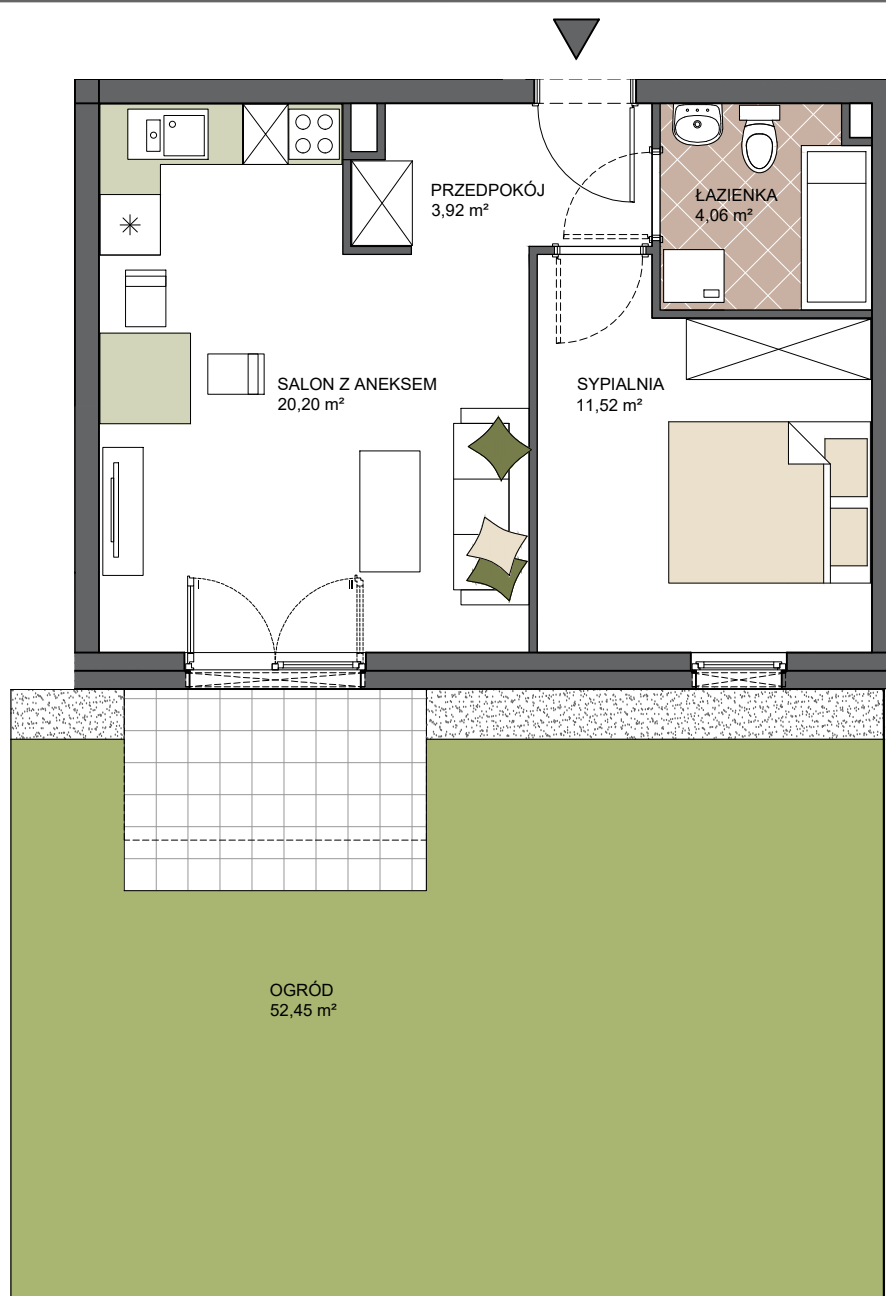 PRZEDPOKÓJ
3,92 m²
ŁAZIENKA
4,06 m²
SALON Z ANEKSEM
20,20 m²
SYPIALNIA
11,52 m²
OGRÓD
52,45 m²